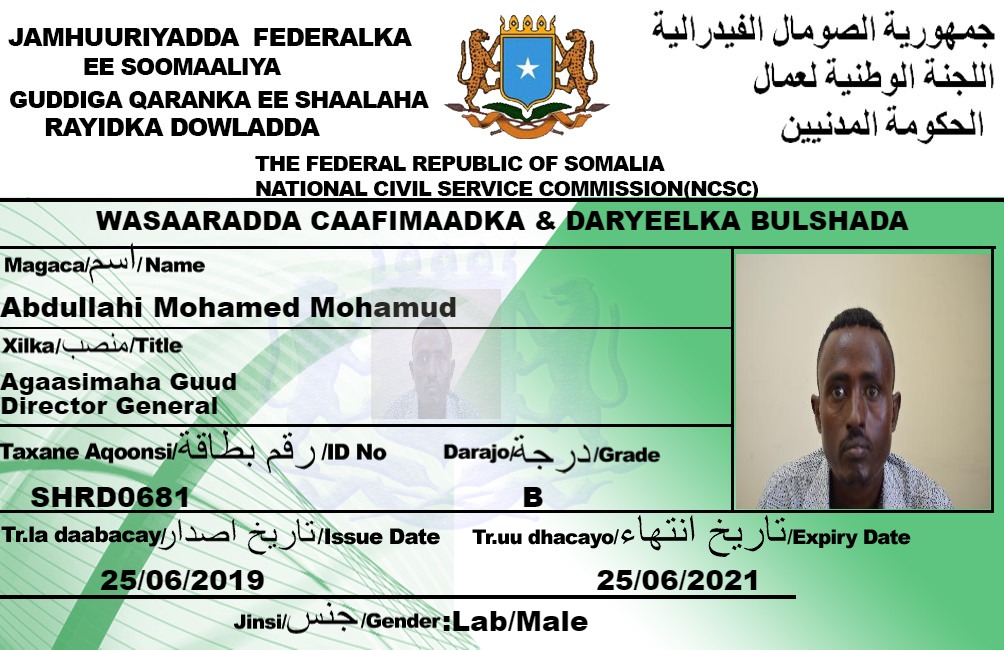 JAMHUURIYADDA FEDERALKA
EE SOOMAALIYA
GUDDIGA QARANKA EE SHAALAHA
RAYIDKA DOWLADDA
جمهورية الصومال الفيدرالية
اللجنة الوطنية لعمال
الحكومة المدنيين
THE FEDERAL REPUBLIC OF SOMALIA
NATIONAL CIVIL SERVICE COMMISSION(NCSC)
WASAARADDA CAAFIMAADKA & DARYEELKA BULSHADA
Magaca/اسم/Name
Abdullahi Mohamed Mohamud
Xilka/منصب/Title
Agaasimaha Guud
Director General
Taxane Aqoonsi/رقم بطاقة/ID No
SHRD0681
Darajo/درجة/Grade
B
Tr.la daabacay/تاريخ اصدار/Issue Date
25/06/2019
Tr.uu dhacayo/تاريخ انتهاء/Expiry Date
25/06/2021
Jinsi/جنس/Gender:Lab/Male